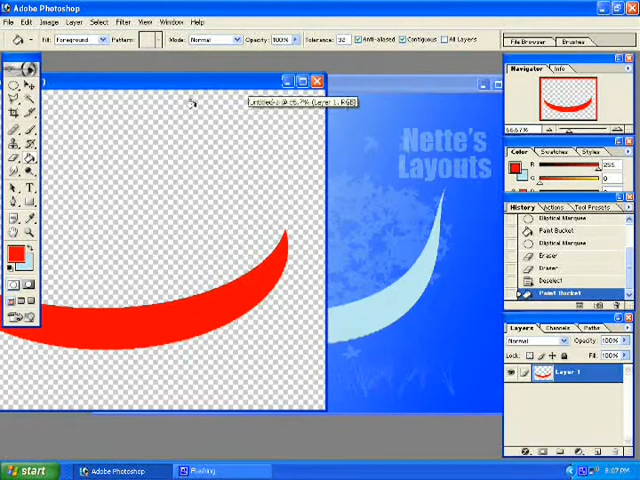 Adobe Photoshop
File Edit Image Layer Select Filter View Window Help
Fill: Foreground Pattern: Mode: Normal Opacity: 100% Tolerance: 32 Anti-aliased Contiguous All Layers
File Browser Brushes
Untitled-1 @ 66.7% (Layer 1, RGB)
Navigator Info
66.67%
Nette's
Layouts
Color Swatches Styles
R 255
G 0
History Actions Tool Presets
Elliptical Marquee
Paint Bucket
Elliptical Marquee
Eraser
Eraser
Deselect
Paint Bucket
Layers Channels Paths
Normal Opacity: 100%
Lock: Fill: 100%
Layer 1
start Adobe Photoshop Flashing 8:07 PM